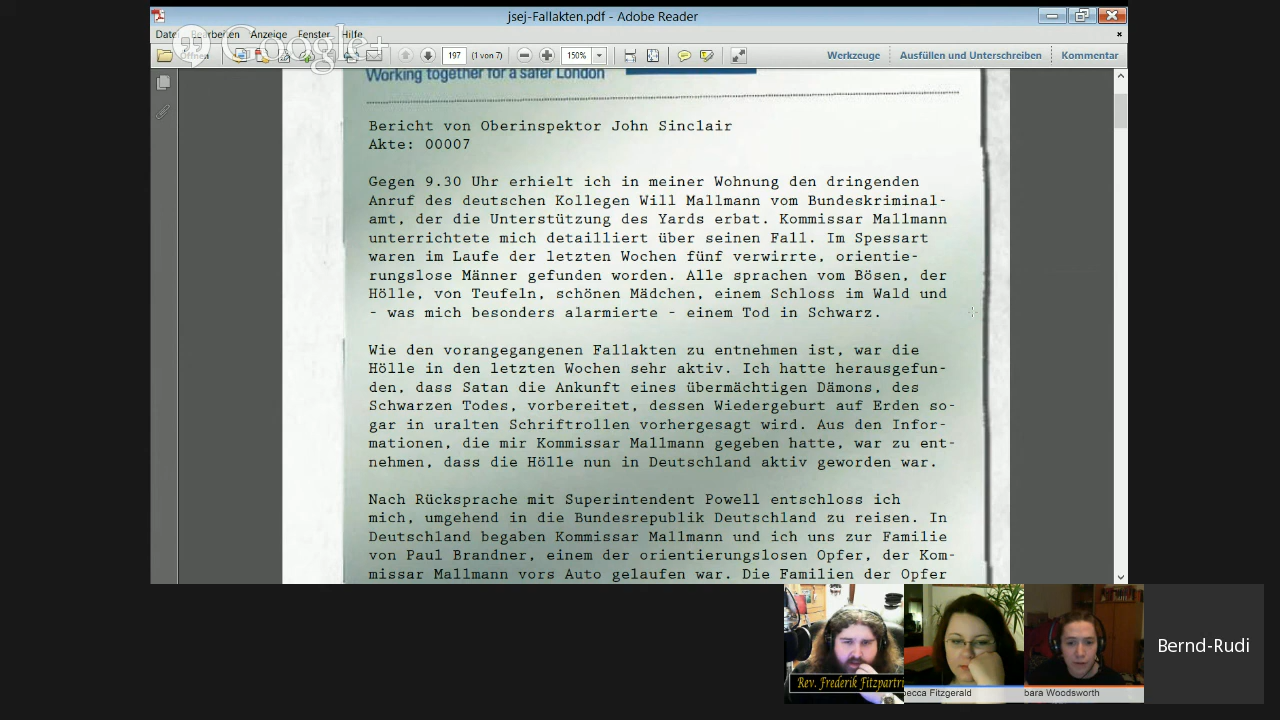 jsej-Fallakten.pdf - Adobe Reader
Datei Bearbeiten Anzeige Fenster Hilfe
Google+
Öffnen 197 (1 von 7) 150% Werkzeuge Ausfüllen und Unterschreiben Kommentar
Working together for a safer London
Bericht von Oberinspektor John Sinclair
Akte: 00007
Gegen 9.30 Uhr erhielt ich in meiner Wohnung den dringenden
Anruf des deutschen Kollegen Will Mallmann vom Bundeskriminal-
amt, der die Unterstützung des Yards erbat. Kommissar Mallmann
unterrichtete mich detailliert über seinen Fall. Im Spessart
waren im Laufe der letzten Wochen fünf verwirrte, orientie-
rungslose Männer gefunden worden. Alle sprachen vom Bösen, der
Hölle, von Teufeln, schönen Mädchen, einem Schloss im Wald und
- was mich besonders alarmierte - einem Tod in Schwarz.
Wie den vorangegangenen Fallakten zu entnehmen ist, war die
Hölle in den letzten Wochen sehr aktiv. Ich hatte herausgefun-
den, dass Satan die Ankunft eines übermächtigen Dämons, des
Schwarzen Todes, vorbereitet, dessen Wiedergeburt auf Erden so-
gar in uralten Schriftrollen vorhergesagt wird. Aus den Infor-
mationen, die mir Kommissar Mallmann gegeben hatte, war zu ent-
nehmen, dass die Hölle nun in Deutschland aktiv geworden war.
Nach Rücksprache mit Superintendent Powell entschloss ich
mich, umgehend in die Bundesrepublik Deutschland zu reisen. In
Deutschland begaben Kommissar Mallmann und ich uns zur Familie
von Paul Brandner, einem der orientierungslosen Opfer, der Kom-
missar Mallmann vors Auto gelaufen war. Die Familien der Opfer
Rev. Frederik Fitzpartri
becca Fitzgerald
bara Woodsworth
Bernd-Rudi